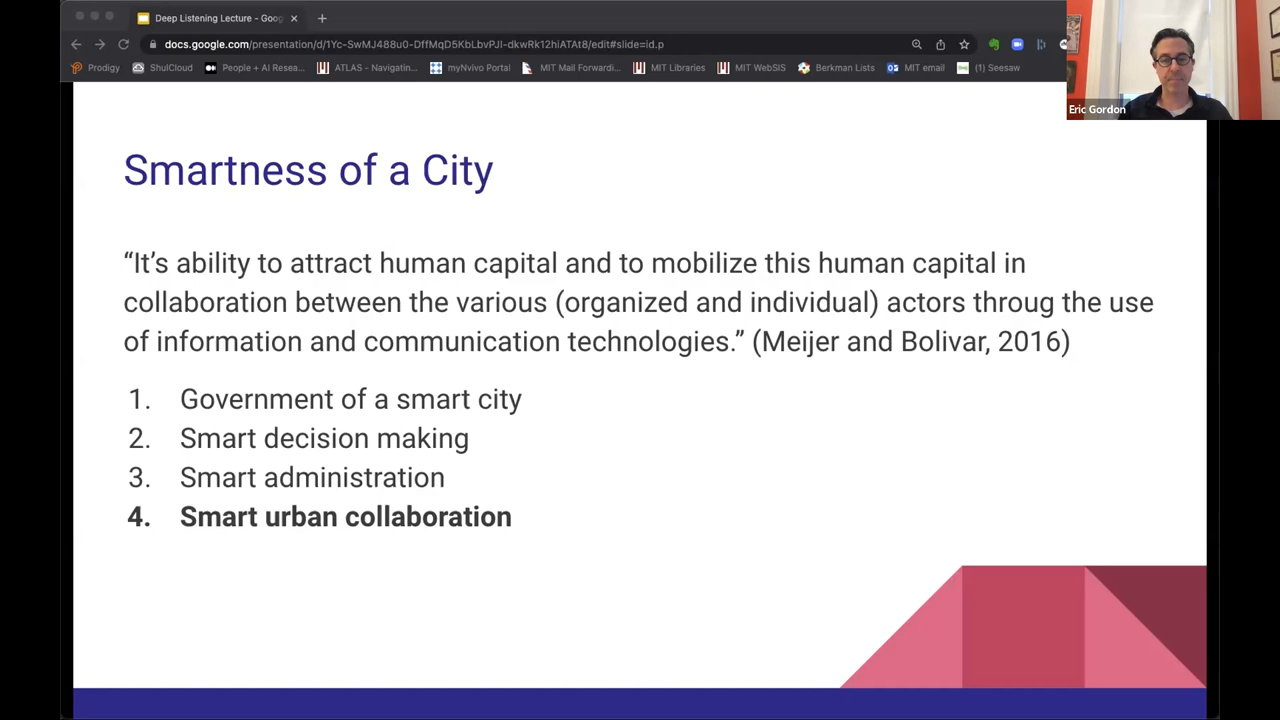 Deep Listening Lecture - Goog
docs.google.com/presentation/d/1Yc-SwMJ488u0-DffMqD5KbLbvPJI-dkwRk12hiATAt8/edit#slide=id.p
Prodigy ShulCloud People + AI Resea... ATLAS - Navigatin... myNvivo Portal MIT Mail Forwardi... MIT Libraries MIT WebSIS Berkman Lists MIT email (1) Seesaw
Eric Gordon
Smartness of a City
“It’s ability to attract human capital and to mobilize this human capital in
collaboration between the various (organized and individual) actors throug the use
of information and communication technologies.” (Meijer and Bolivar, 2016)
1. Government of a smart city
2. Smart decision making
3. Smart administration
4. Smart urban collaboration